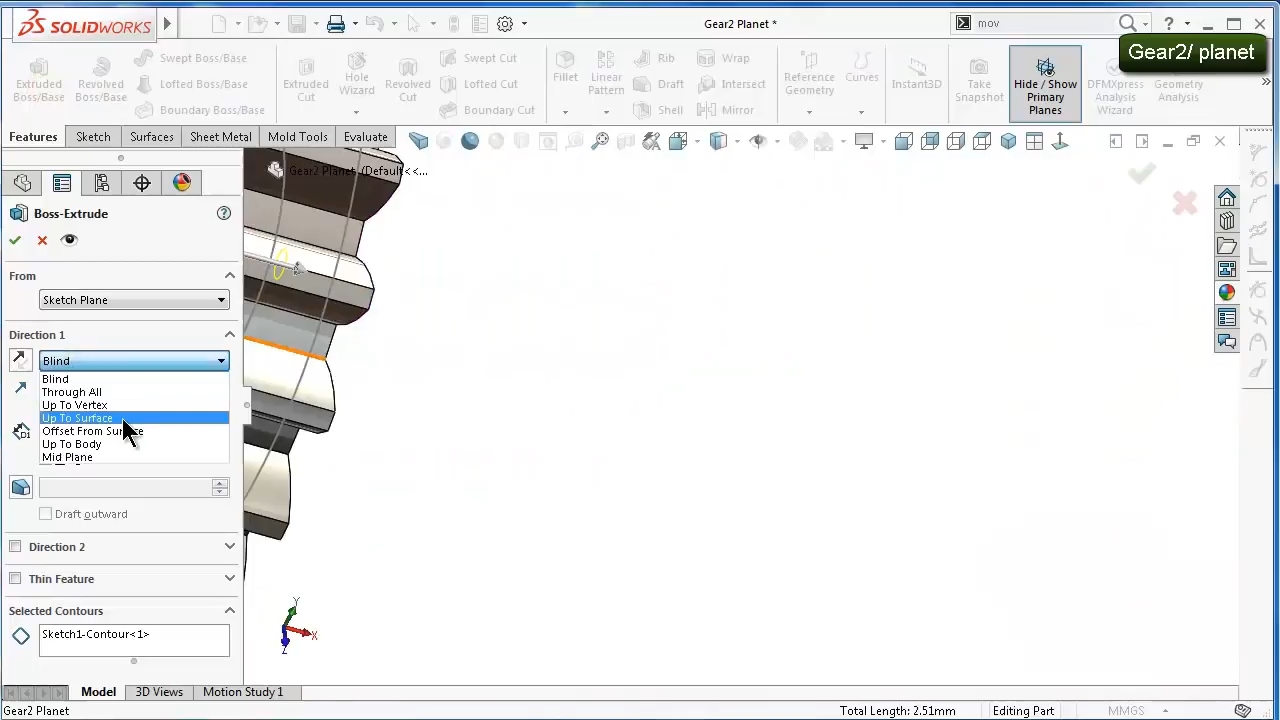 SOLIDWORKS
Gear2 Planet *
mov
Gear2/ planet
Extruded Boss/Base
Revolved Boss/Base
Swept Boss/Base
Lofted Boss/Base
Boundary Boss/Base
Extruded Cut
Hole Wizard
Revolved Cut
Swept Cut
Lofted Cut
Boundary Cut
Fillet
Linear Pattern
Rib
Draft
Shell
Wrap
Intersect
Mirror
Reference Geometry
Curves
Instant3D
Take Snapshot
Hide / Show Primary Planes
DFMXpress Analysis Wizard
Geometry Analysis
Features
Sketch
Surfaces
Sheet Metal
Mold Tools
Evaluate
Gear2 Planet (Default<<...
Boss-Extrude
From
Sketch Plane
Direction 1
Blind
Blind
Through All
Up To Vertex
Up To Surface
Offset From Surface
Up To Body
Mid Plane
Draft outward
Direction 2
Thin Feature
Selected Contours
Sketch1-Contour<1>
Y
X
Z
Model
3D Views
Motion Study 1
Gear2 Planet
Total Length: 2.51mm
Editing Part
MMGS